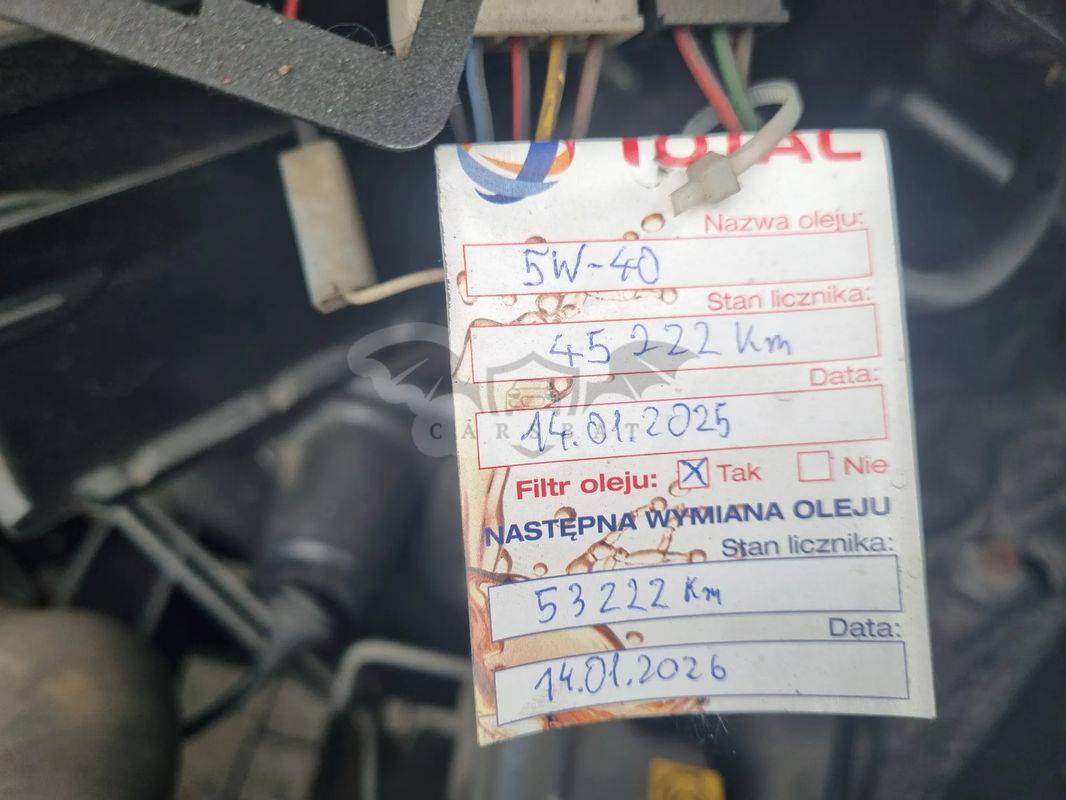 TOTAL
Nazwa oleju:
5W-40
Stan licznika:
45 222 Km
Data:
14.01.2025
CARSBAT
Filtr oleju: X Tak Nie
NASTĘPNA WYMIANA OLEJU
Stan licznika:
53222 Km
Data:
14.01.2026